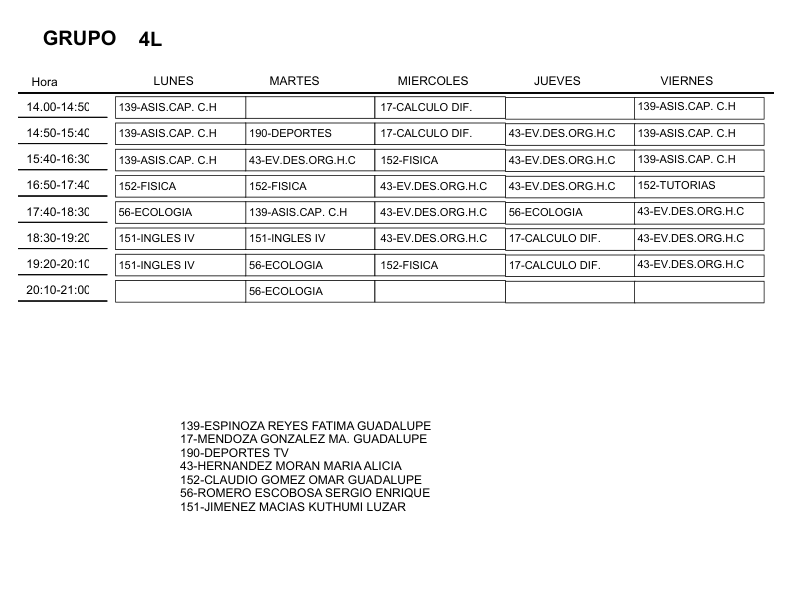 GRUPO 4L
Hora LUNES MARTES MIERCOLES JUEVES VIERNES
14.00-14:50 139-ASIS.CAP. C.H 17-CALCULO DIF. 139-ASIS.CAP. C.H
14:50-15:40 139-ASIS.CAP. C.H 190-DEPORTES 17-CALCULO DIF. 43-EV.DES.ORG.H.C 139-ASIS.CAP. C.H
15:40-16:30 139-ASIS.CAP. C.H 43-EV.DES.ORG.H.C 152-FISICA 43-EV.DES.ORG.H.C 139-ASIS.CAP. C.H
16:50-17:40 152-FISICA 152-FISICA 43-EV.DES.ORG.H.C 43-EV.DES.ORG.H.C 152-TUTORIAS
17:40-18:30 56-ECOLOGIA 139-ASIS.CAP. C.H 43-EV.DES.ORG.H.C 56-ECOLOGIA 43-EV.DES.ORG.H.C
18:30-19:20 151-INGLES IV 151-INGLES IV 43-EV.DES.ORG.H.C 17-CALCULO DIF. 43-EV.DES.ORG.H.C
19:20-20:10 151-INGLES IV 56-ECOLOGIA 152-FISICA 17-CALCULO DIF. 43-EV.DES.ORG.H.C
20:10-21:00 56-ECOLOGIA
139-ESPINOZA REYES FATIMA GUADALUPE
17-MENDOZA GONZALEZ MA. GUADALUPE
190-DEPORTES TV
43-HERNANDEZ MORAN MARIA ALICIA
152-CLAUDIO GOMEZ OMAR GUADALUPE
56-ROMERO ESCOBOSA SERGIO ENRIQUE
151-JIMENEZ MACIAS KUTHUMI LUZAR